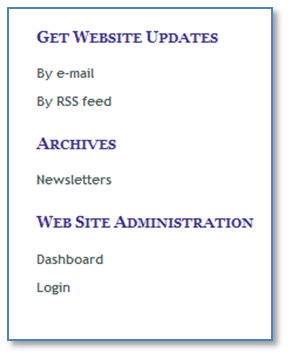 Get Website Updates
By e-mail
By RSS feed
Archives
Newsletters
Web Site Administration
Dashboard
Login